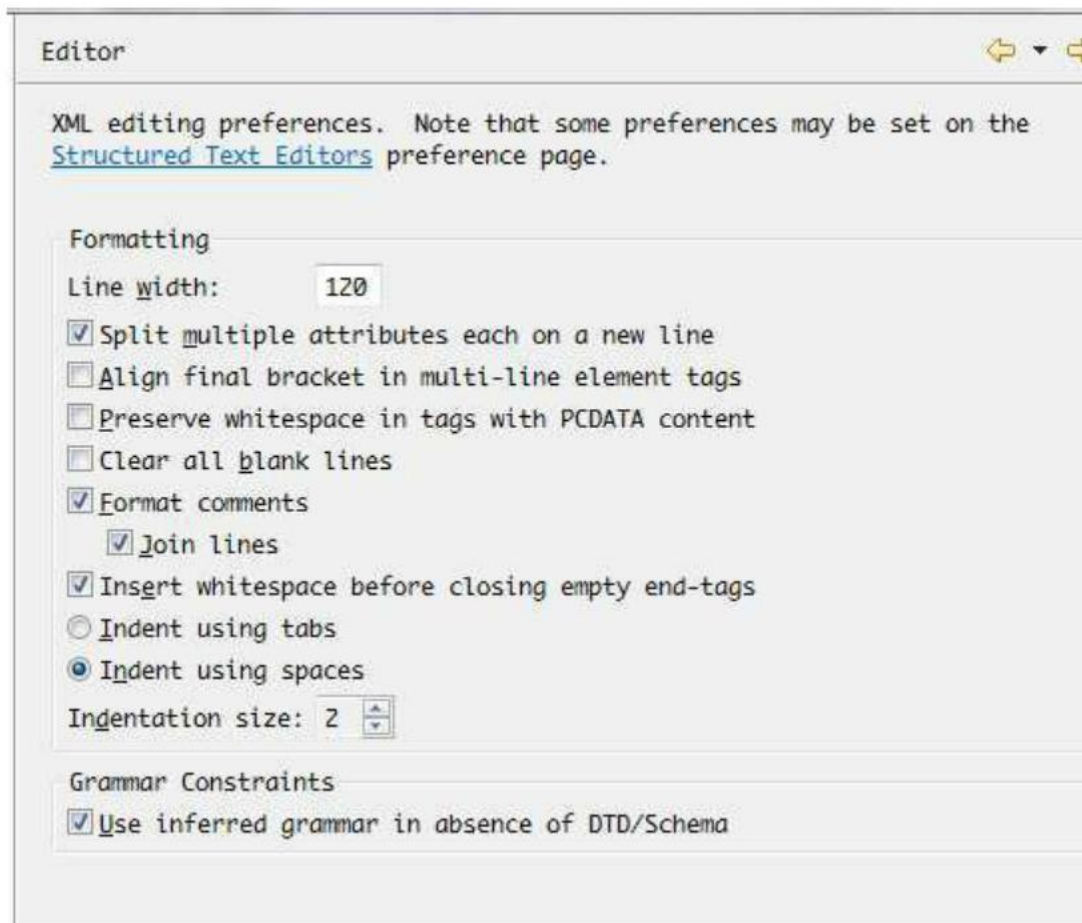 Editor
XML editing preferences.  Note that some preferences may be set on the
Structured Text Editors preference page.
Formatting
Line width: 120
Split multiple attributes each on a new line
Align final bracket in multi-line element tags
Preserve whitespace in tags with PCDATA content
Clear all blank lines
Format comments
Join lines
Insert whitespace before closing empty end-tags
Indent using tabs
Indent using spaces
Indentation size: 2
Grammar Constraints
Use inferred grammar in absence of DTD/Schema